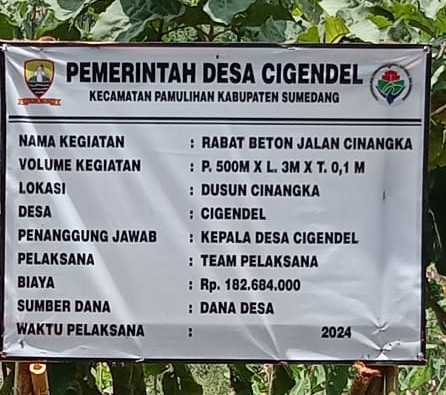 PEMERINTAH DESA CIGENDEL
KECAMATAN PAMULIHAN KABUPATEN SUMEDANG
NAMA KEGIATAN : RABAT BETON JALAN CINANGKA
VOLUME KEGIATAN : P. 500M X L. 3M X T. 0,1 M
LOKASI : DUSUN CINANGKA
DESA : CIGENDEL
PENANGGUNG JAWAB : KEPALA DESA CIGENDEL
PELAKSANA : TEAM PELAKSANA
BIAYA : Rp. 182.684.000
SUMBER DANA : DANA DESA
WAKTU PELAKSANA : 2024